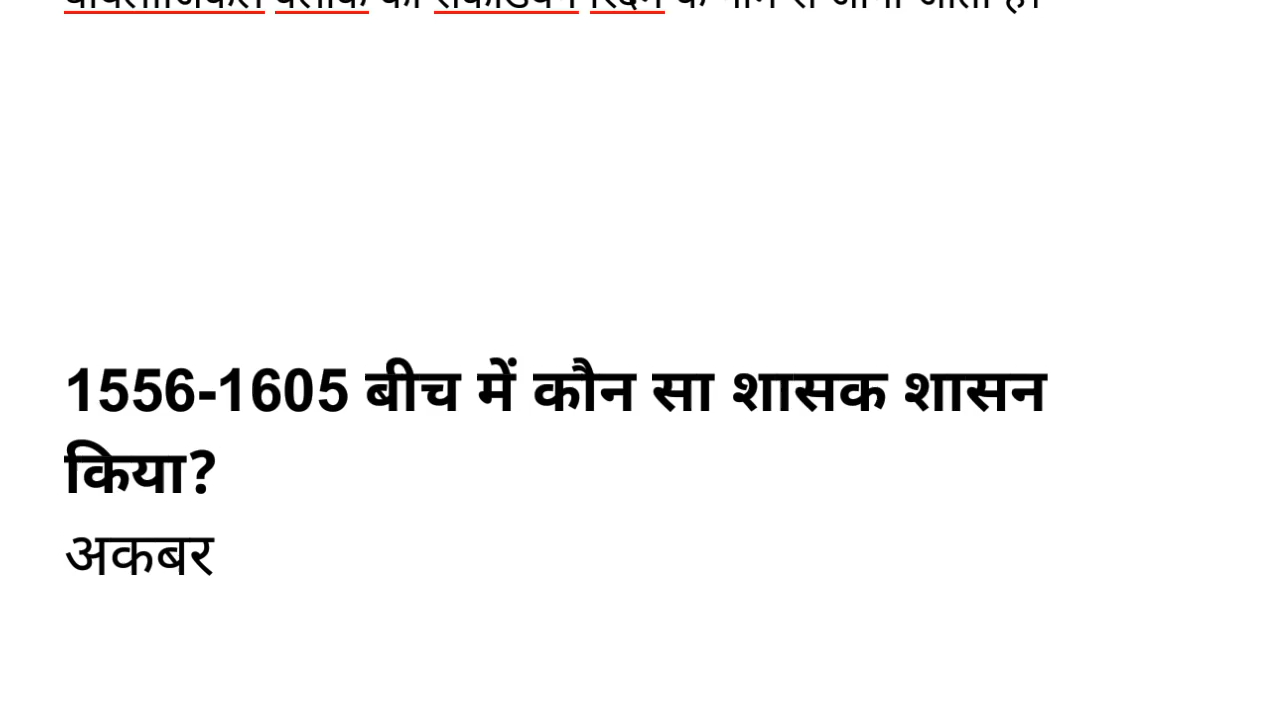 के नाम से जाना जाता है।
1556-1605 बीच में कौन सा शासक शासन
किया?
अकबर